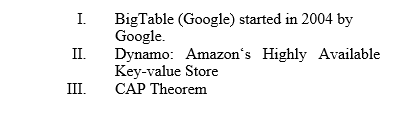 I. BigTable (Google) started in 2004 by
Google.
II. Dynamo: Amazon‘s Highly Available
Key-value Store
III. CAP Theorem